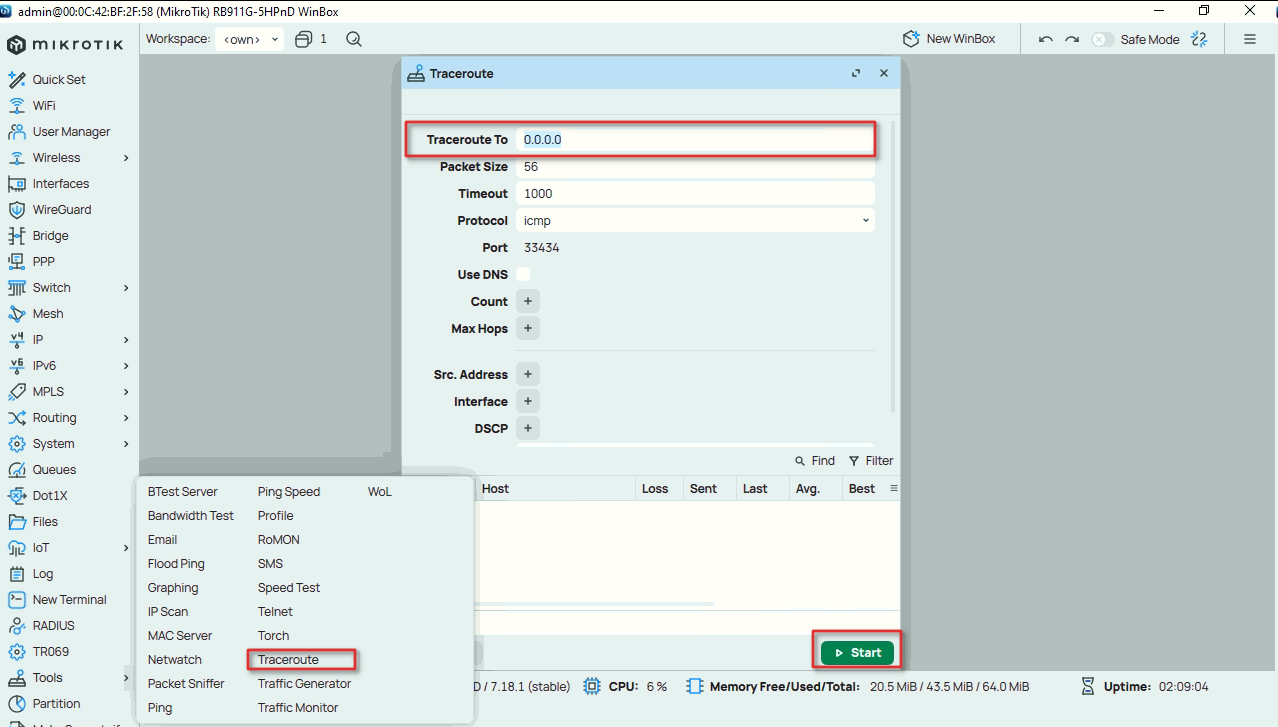 admin@00:0C:42:BF:2F:58 (MikroTik) RB911G-5HPnD WinBox
mikrotik
Workspace: <own> 1
New WinBox Safe Mode
Quick Set
WiFi
User Manager
Wireless
Interfaces
WireGuard
Bridge
PPP
Switch
Mesh
IP
IPv6
MPLS
Routing
System
Queues
Dot1X
Files
IoT
Log
New Terminal
RADIUS
TR069
Tools
Partition
Traceroute
Traceroute To 0.0.0.0
Packet Size 56
Timeout 1000
Protocol icmp
Port 33434
Use DNS
Count +
Max Hops +
Src. Address +
Interface +
DSCP +
Find Filter
Host Loss Sent Last Avg. Best
BTest Server Ping Speed WoL
Bandwidth Test Profile
Email RoMON
Flood Ping SMS
Graphing Speed Test
IP Scan Telnet
MAC Server Torch
Netwatch Traceroute
Packet Sniffer Traffic Generator
Ping Traffic Monitor
Start
D / 7.18.1 (stable) CPU: 6 % Memory Free/Used/Total: 20.5 MiB / 43.5 MiB / 64.0 MiB Uptime: 02:09:04